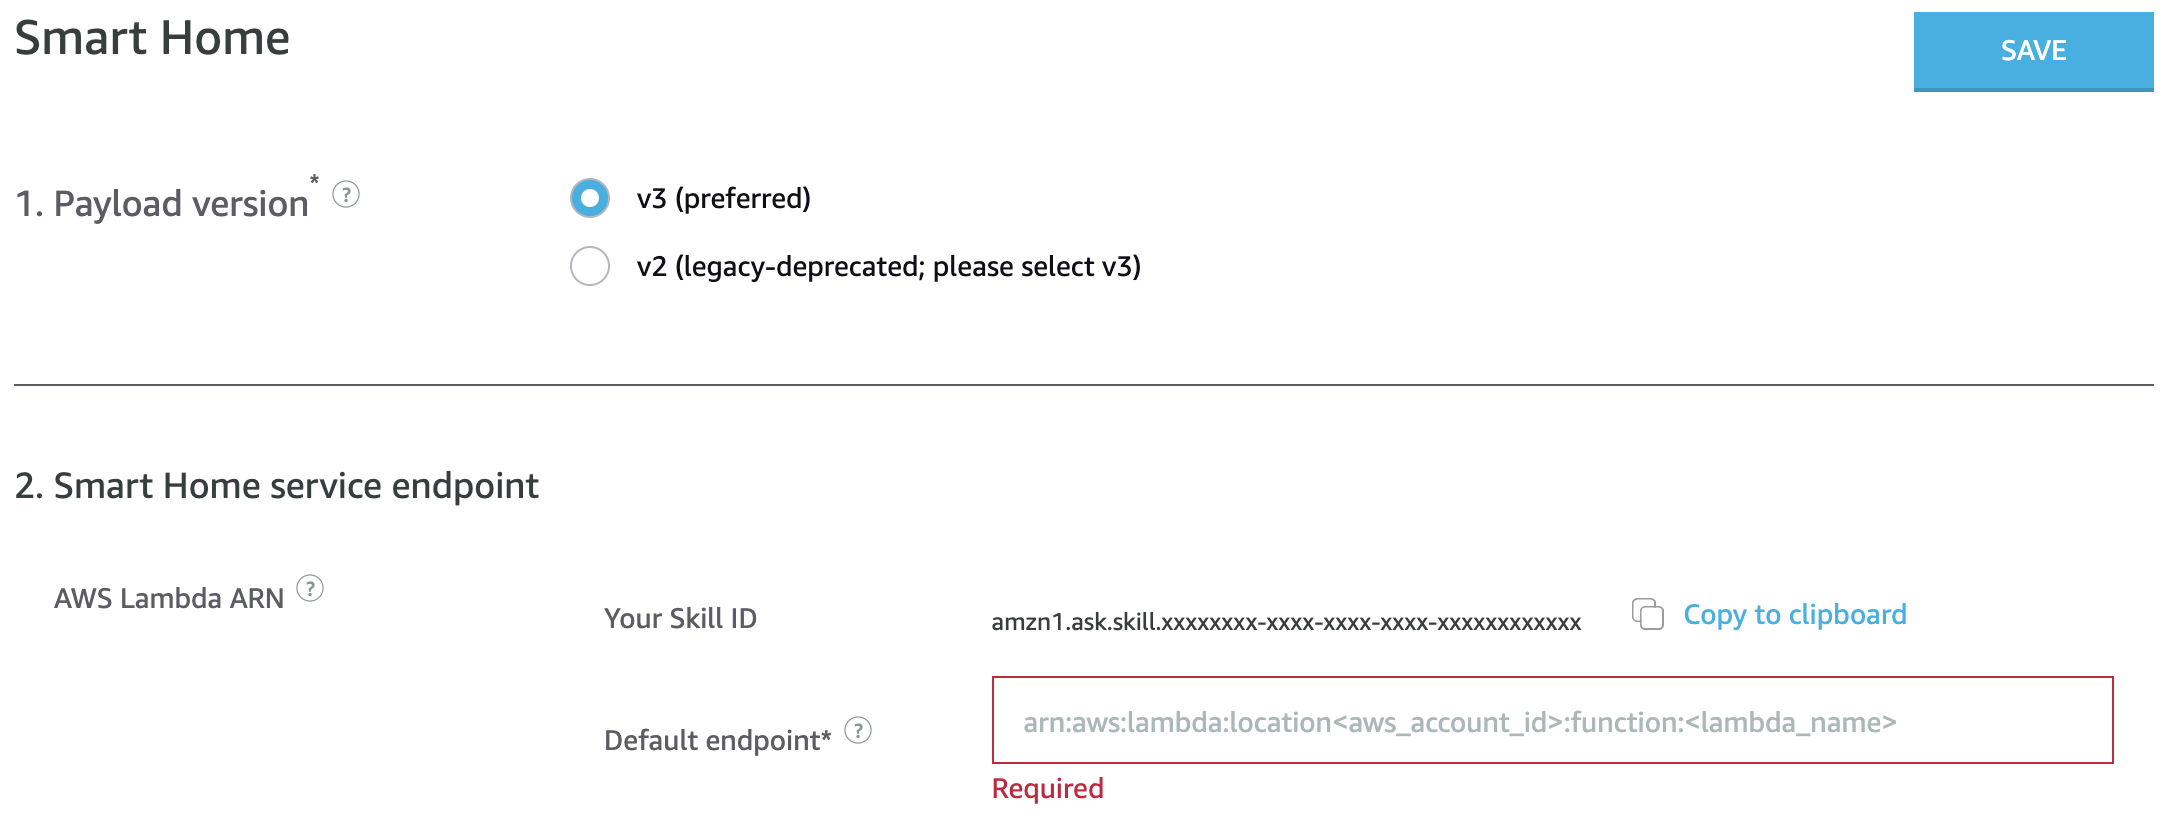 Smart Home
SAVE
1. Payload version* ?
v3 (preferred)
v2 (legacy-deprecated; please select v3)
2. Smart Home service endpoint
AWS Lambda ARN ?
Your Skill ID
amzn1.ask.skill.xxxxxxxx-xxxx-xxxx-xxxx-xxxxxxxxxxxx
Copy to clipboard
Default endpoint* ?
arn:aws:lambda:location<aws_account_id>:function:<lambda_name>
Required